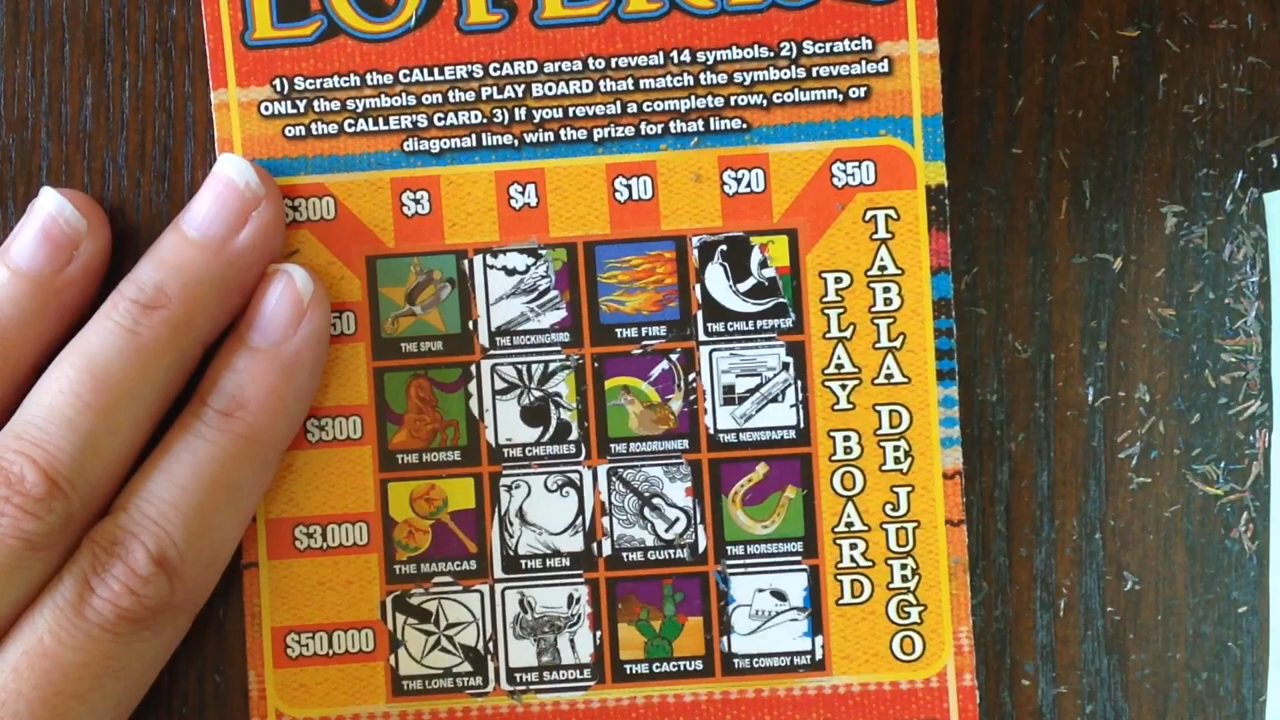 1) Scratch the CALLER'S CARD area to reveal 14 symbols. 2) Scratch
ONLY the symbols on the PLAY BOARD that match the symbols revealed
on the CALLER'S CARD. 3) If you reveal a complete row, column, or
diagonal line, win the prize for that line.
$300 $3 $4 $10 $20 $50
50
$300
$3,000
$50,000
THE SPUR THE MOCKINGBIRD THE FIRE THE CHILE PEPPER
THE HORSE THE CHERRIES THE ROADRUNNER THE NEWSPAPER
THE MARACAS THE HEN THE GUITAR THE HORSESHOE
THE LONE STAR THE SADDLE THE CACTUS THE COWBOY HAT
TABLA DE JUEGO
PLAY BOARD